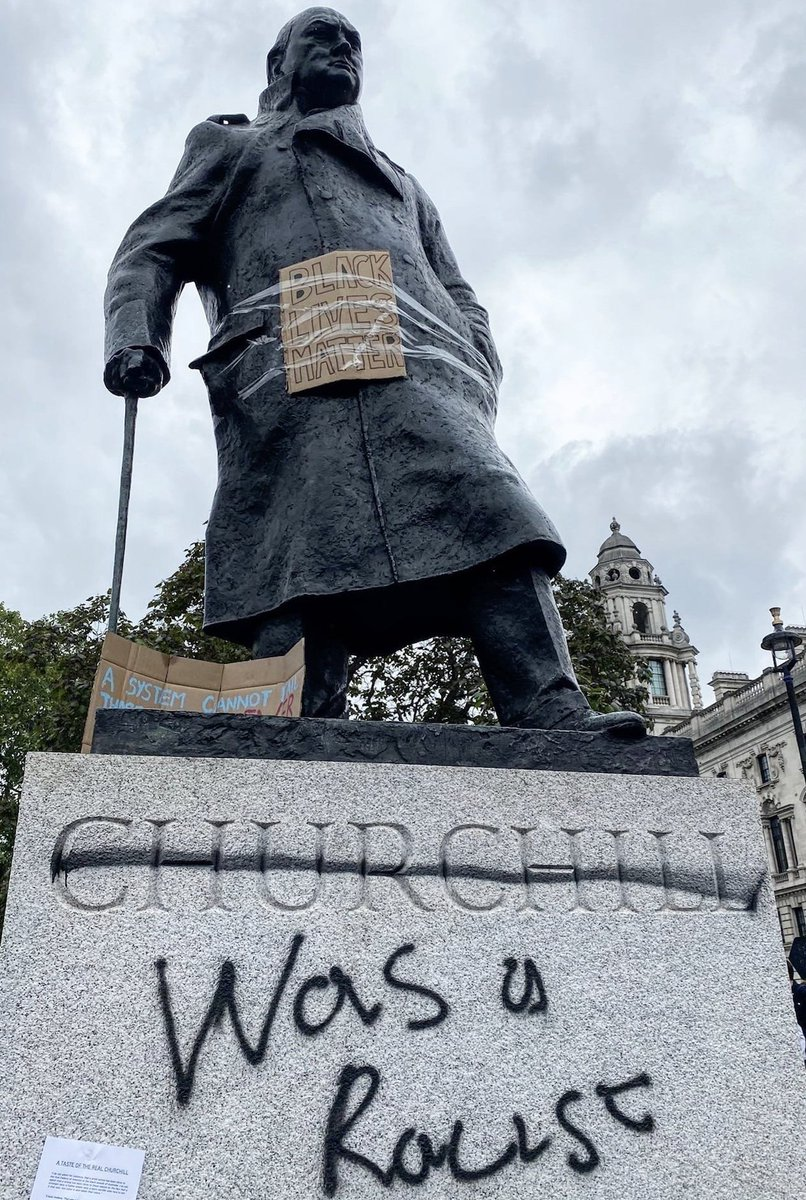 BLACK
LIVES
MATTER
A SYSTEM CANNOT
CHURCHILL
Was a
Racist
A TASTE OF THE REAL CHURCHILL